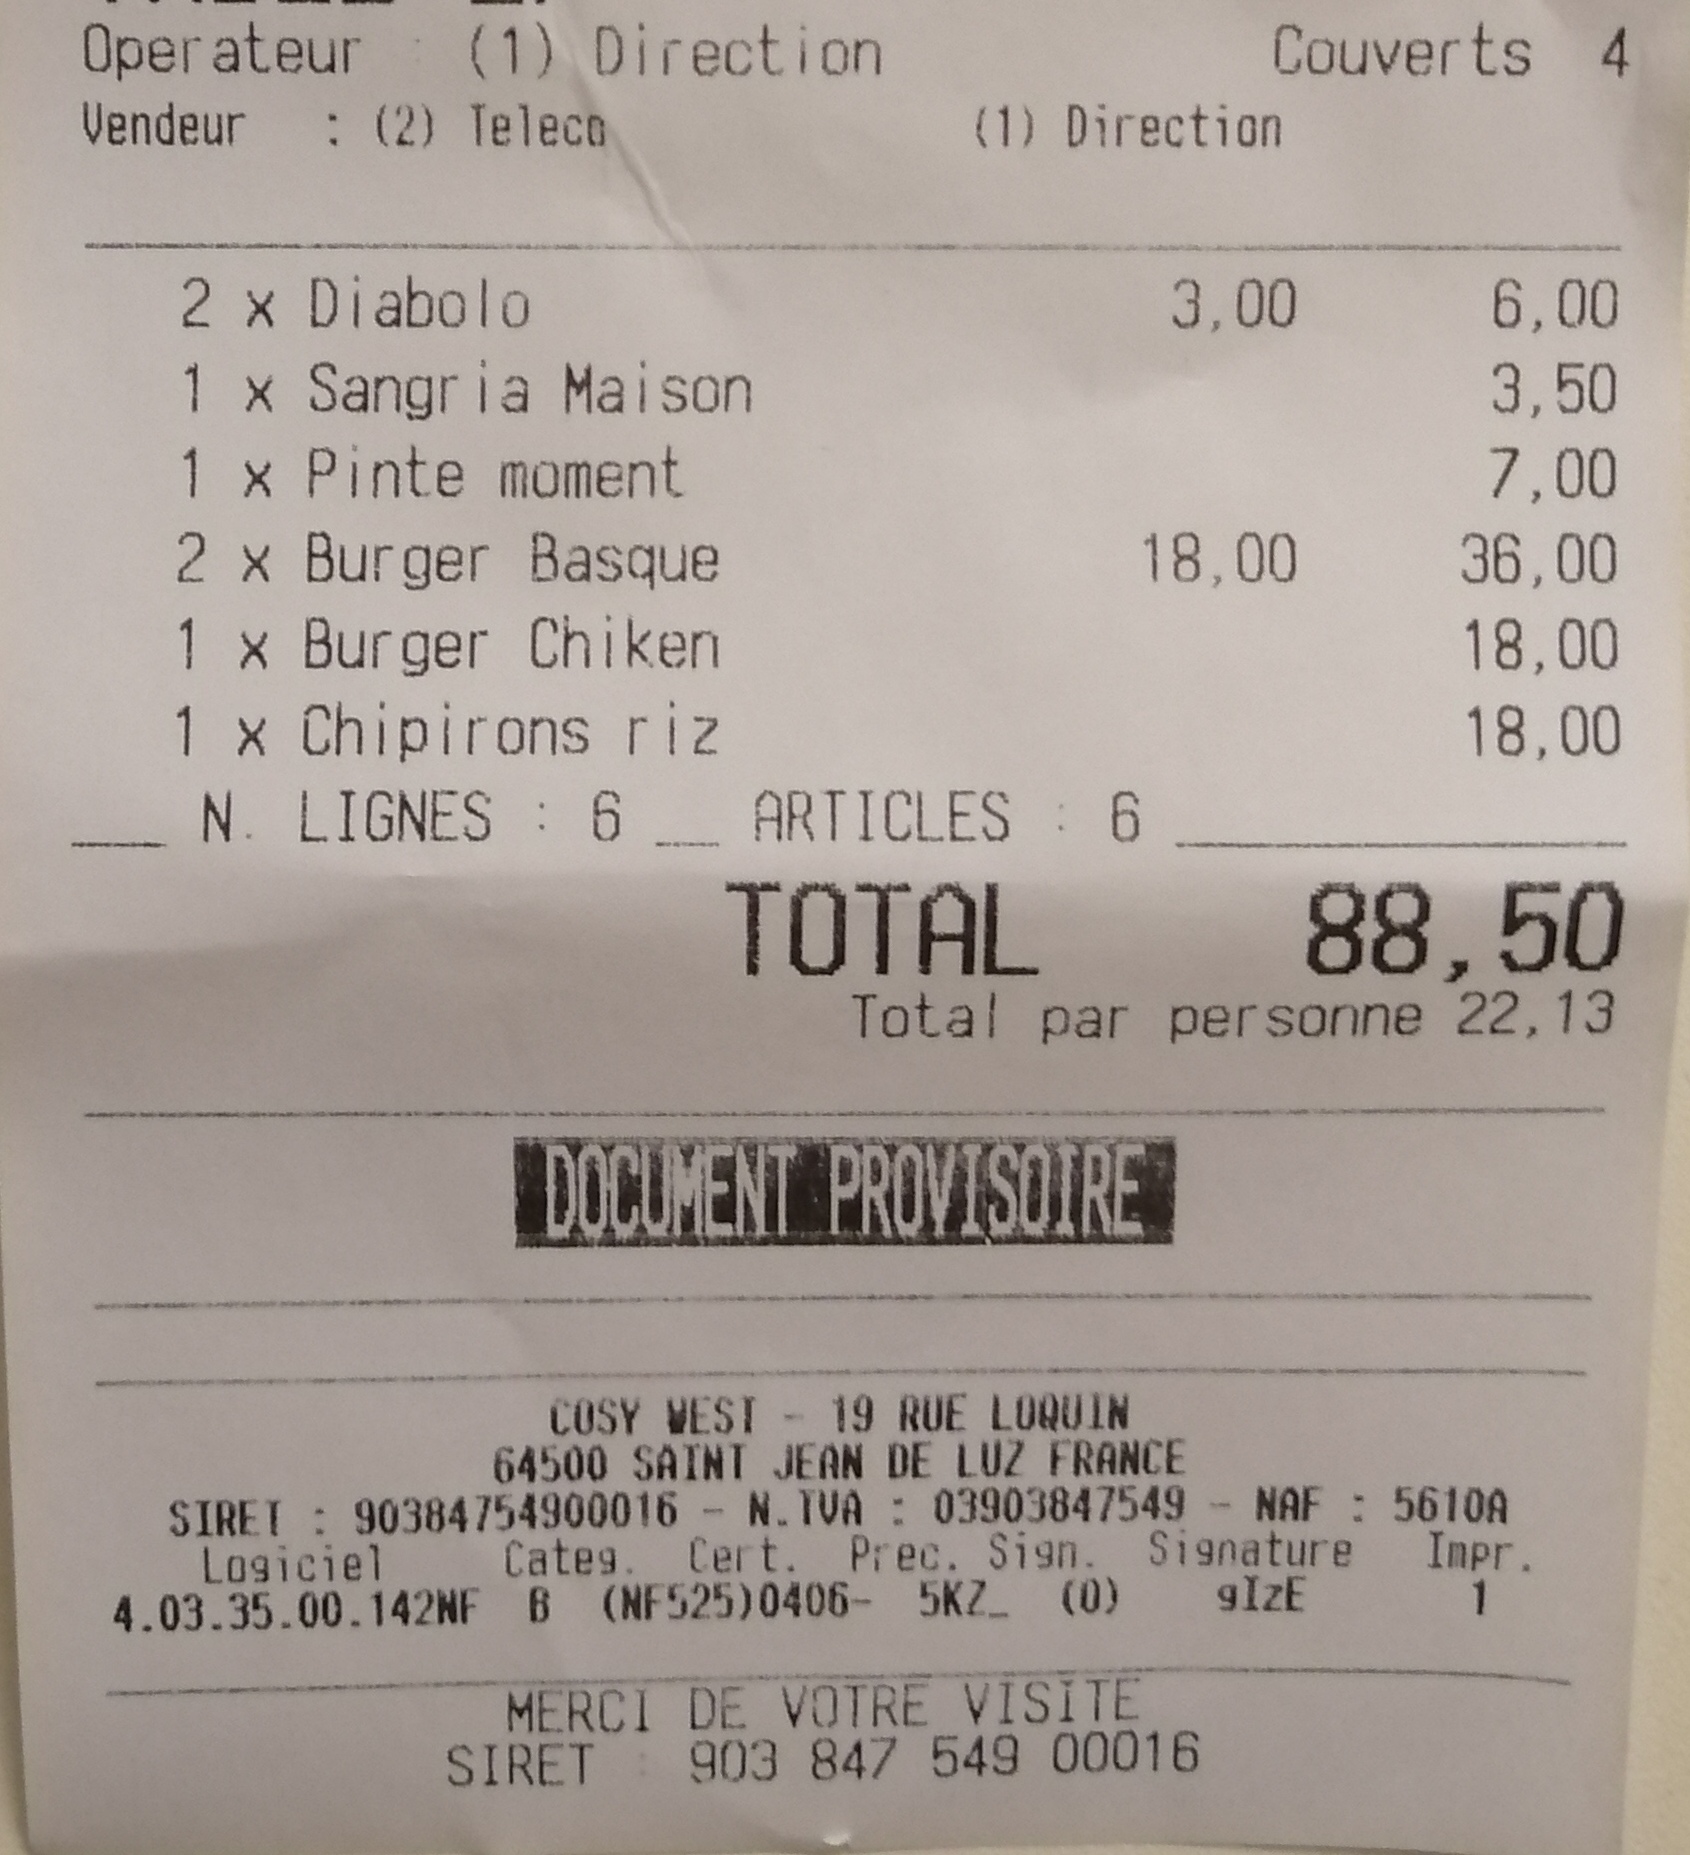 Operateur : (1) Direction Couverts 4
Vendeur : (2) Teleco (1) Direction
2 x Diabolo 3,00 6,00
1 x Sangria Maison 3,50
1 x Pinte moment 7,00
2 x Burger Basque 18,00 36,00
1 x Burger Chiken 18,00
1 x Chipirons riz 18,00
N. LIGNES : 6 ARTICLES : 6
TOTAL 88,50
Total par personne 22,13
DOCUMENT PROVISOIRE
COSY WEST - 19 RUE LOQUIN
64500 SAINT JEAN DE LUZ FRANCE
SIRET : 90384754900016 - N.TVA : 03903847549 - NAF : 5610A
Logiciel Categ. Cert. Prec. Sign. Signature Impr.
4.03.35.00.142NF B (NF525)0406- 5KZ_ (0) gIzE 1
MERCI DE VOTRE VISITE
SIRET : 903 847 549 00016